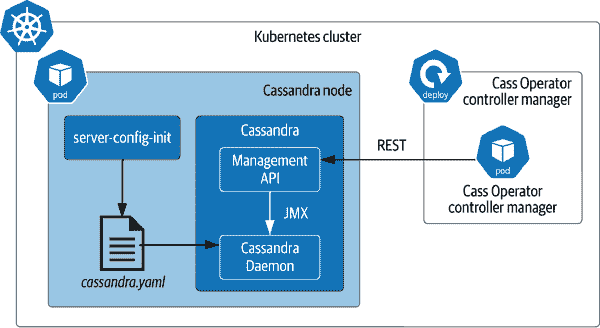 Kubernetes cluster
pod
Cassandra node
server-config-init
cassandra.yaml
Cassandra
Management
API
JMX
Cassandra
Daemon
REST
deploy
Cass Operator
controller manager
pod
Cass Operator
controller manager